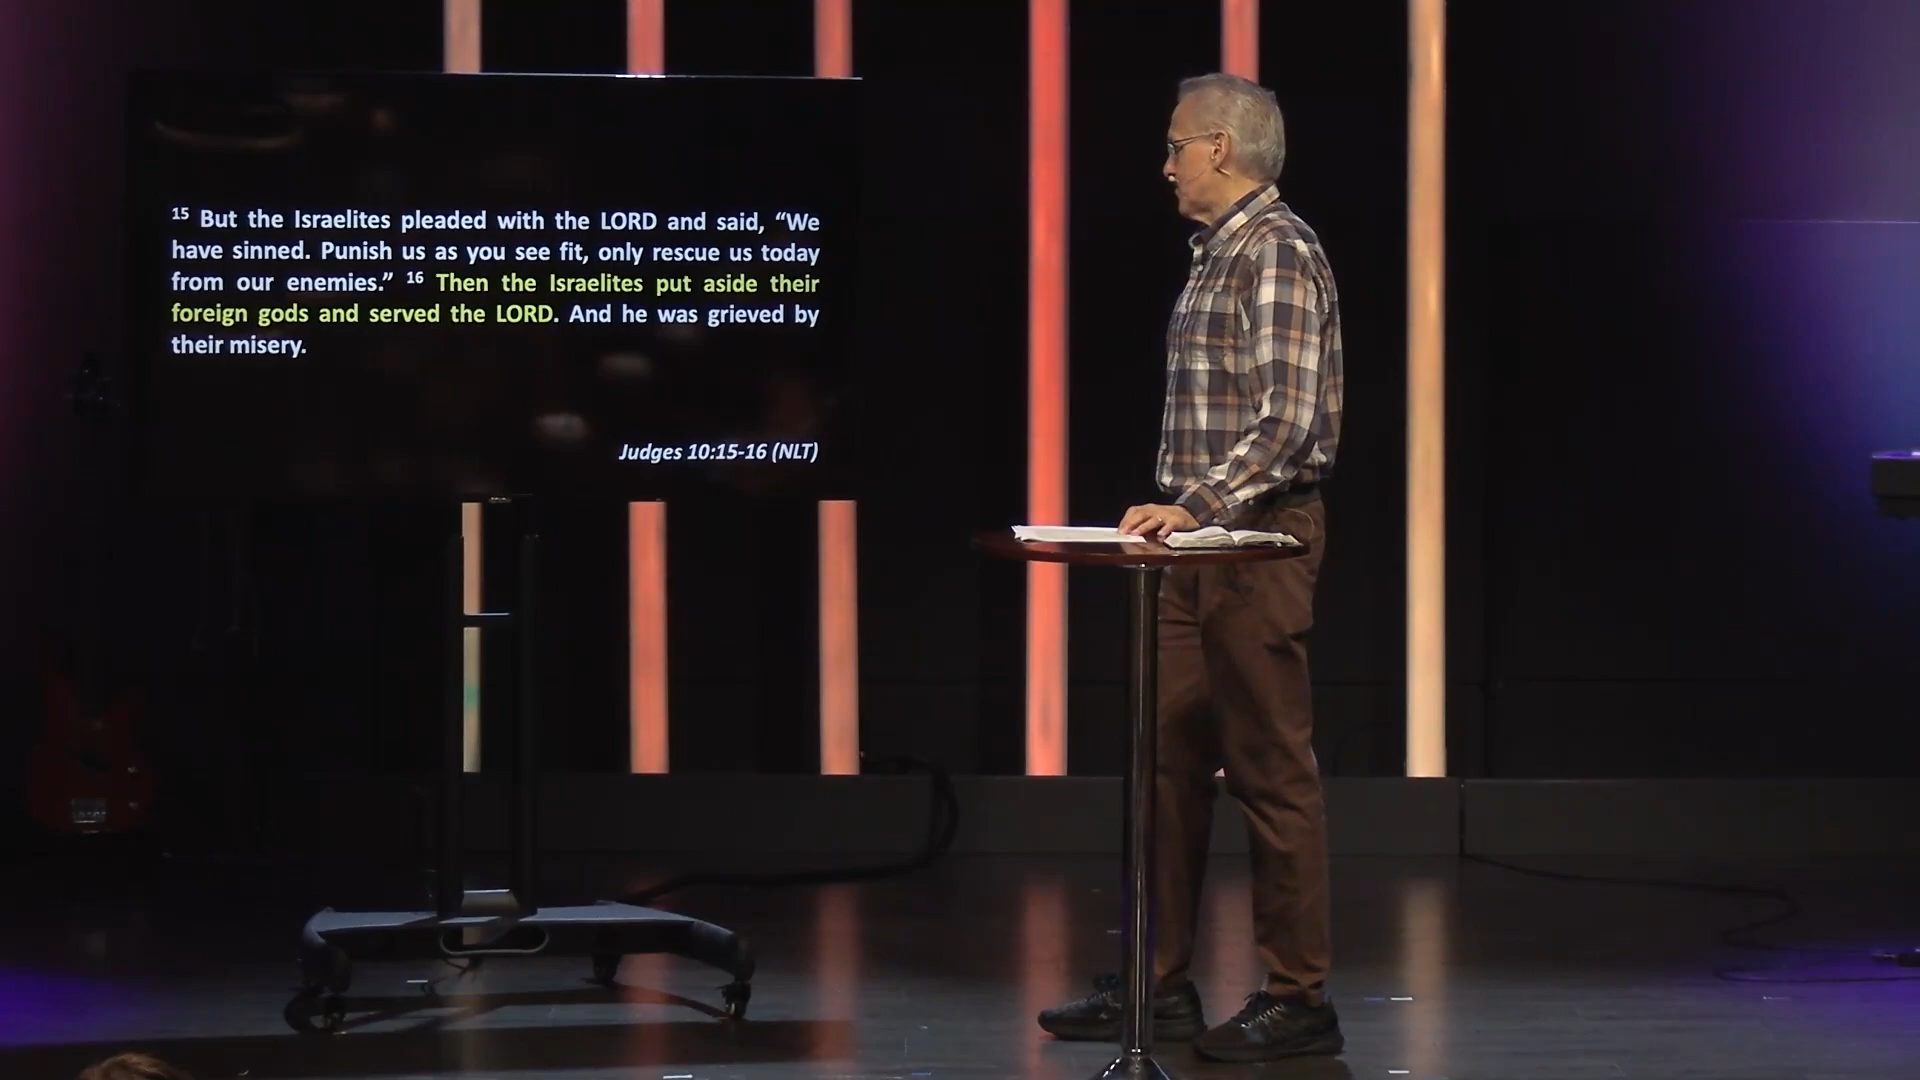 15 But the Israelites pleaded with the LORD and said, “We
have sinned. Punish us as you see fit, only rescue us today
from our enemies.” 16 Then the Israelites put aside their
foreign gods and served the LORD. And he was grieved by
their misery.
Judges 10:15-16 (NLT)